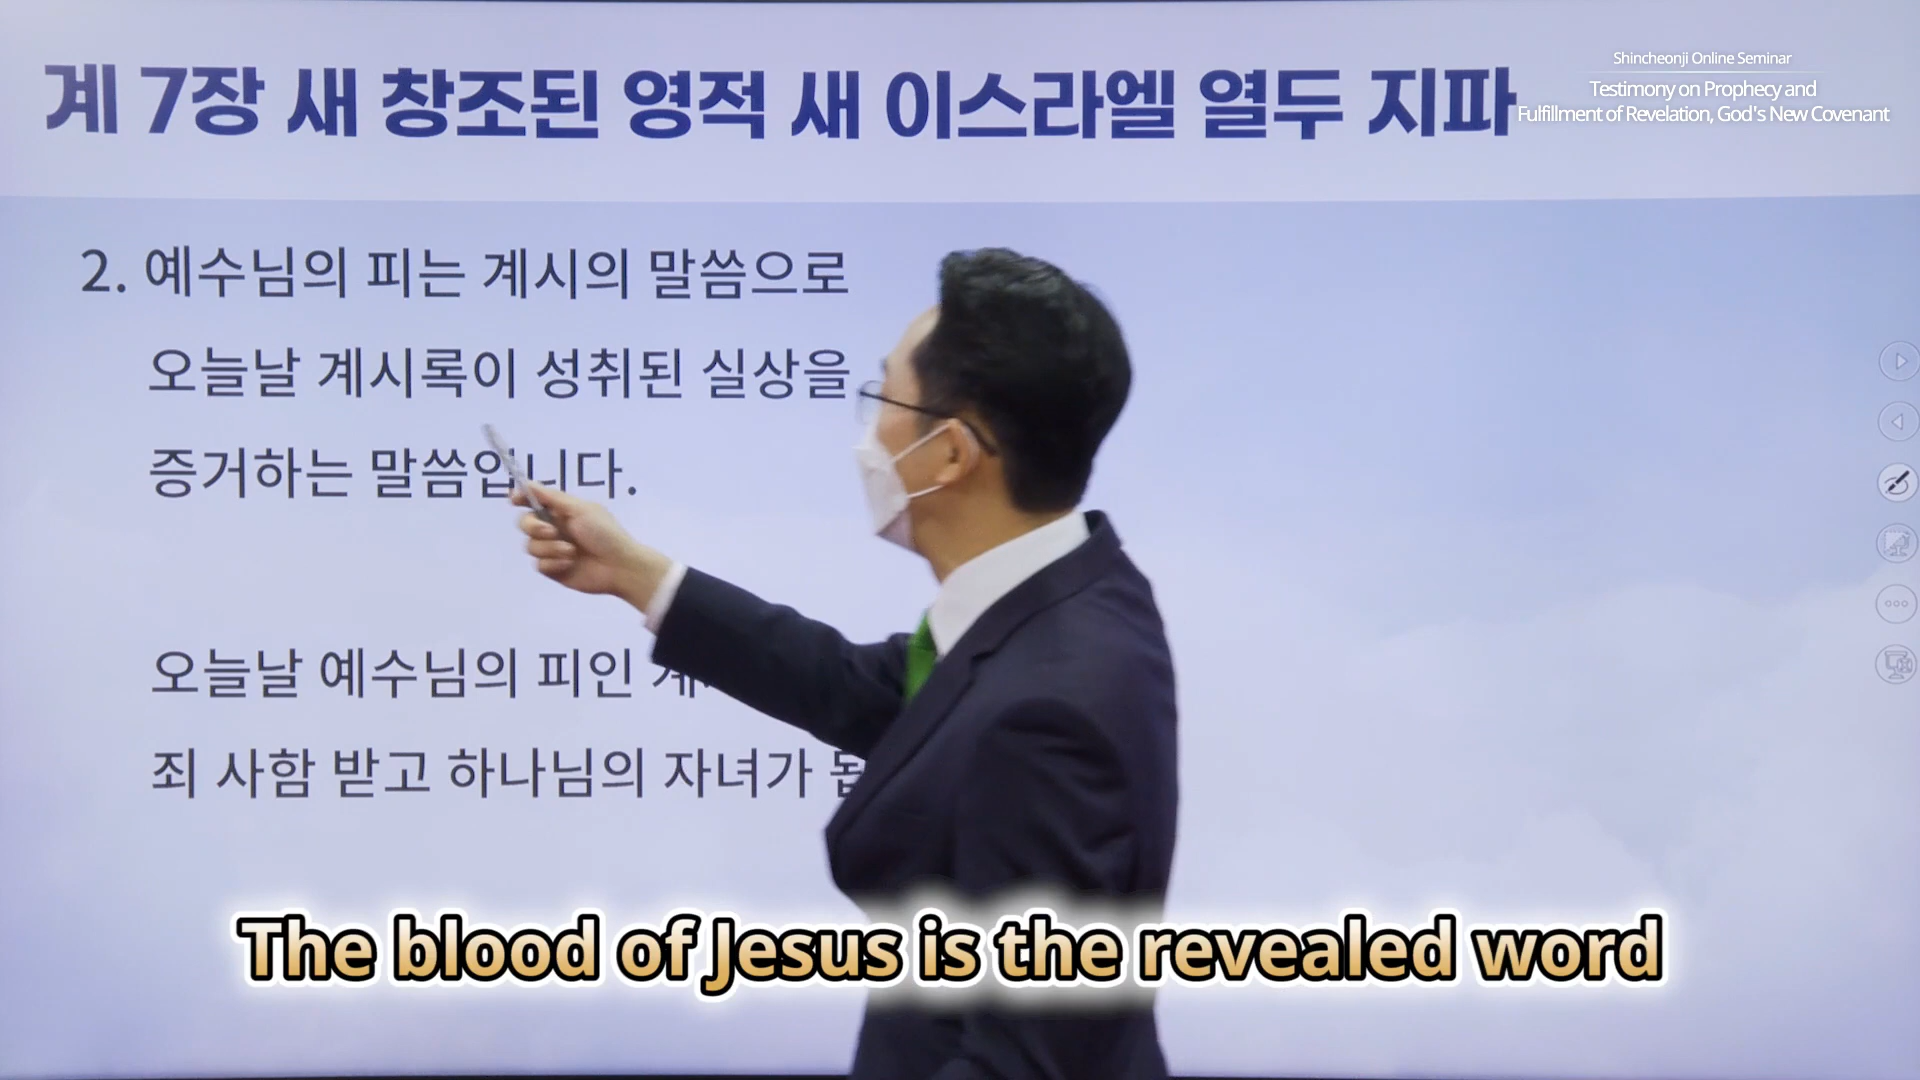 계 7장 새 창조된 영적 새 이스라엘 열두 지파
Shincheonji Online Seminar
Testimony on Prophecy and
Fulfillment of Revelation, God's New Covenant
2. 예수님의 피는 계시의 말씀으로
오늘날 계시록이 성취된 실상을
증거하는 말씀입니다.
오늘날 예수님의 피인
죄 사함 받고 하나님의 자녀가
The blood of Jesus is the revealed word